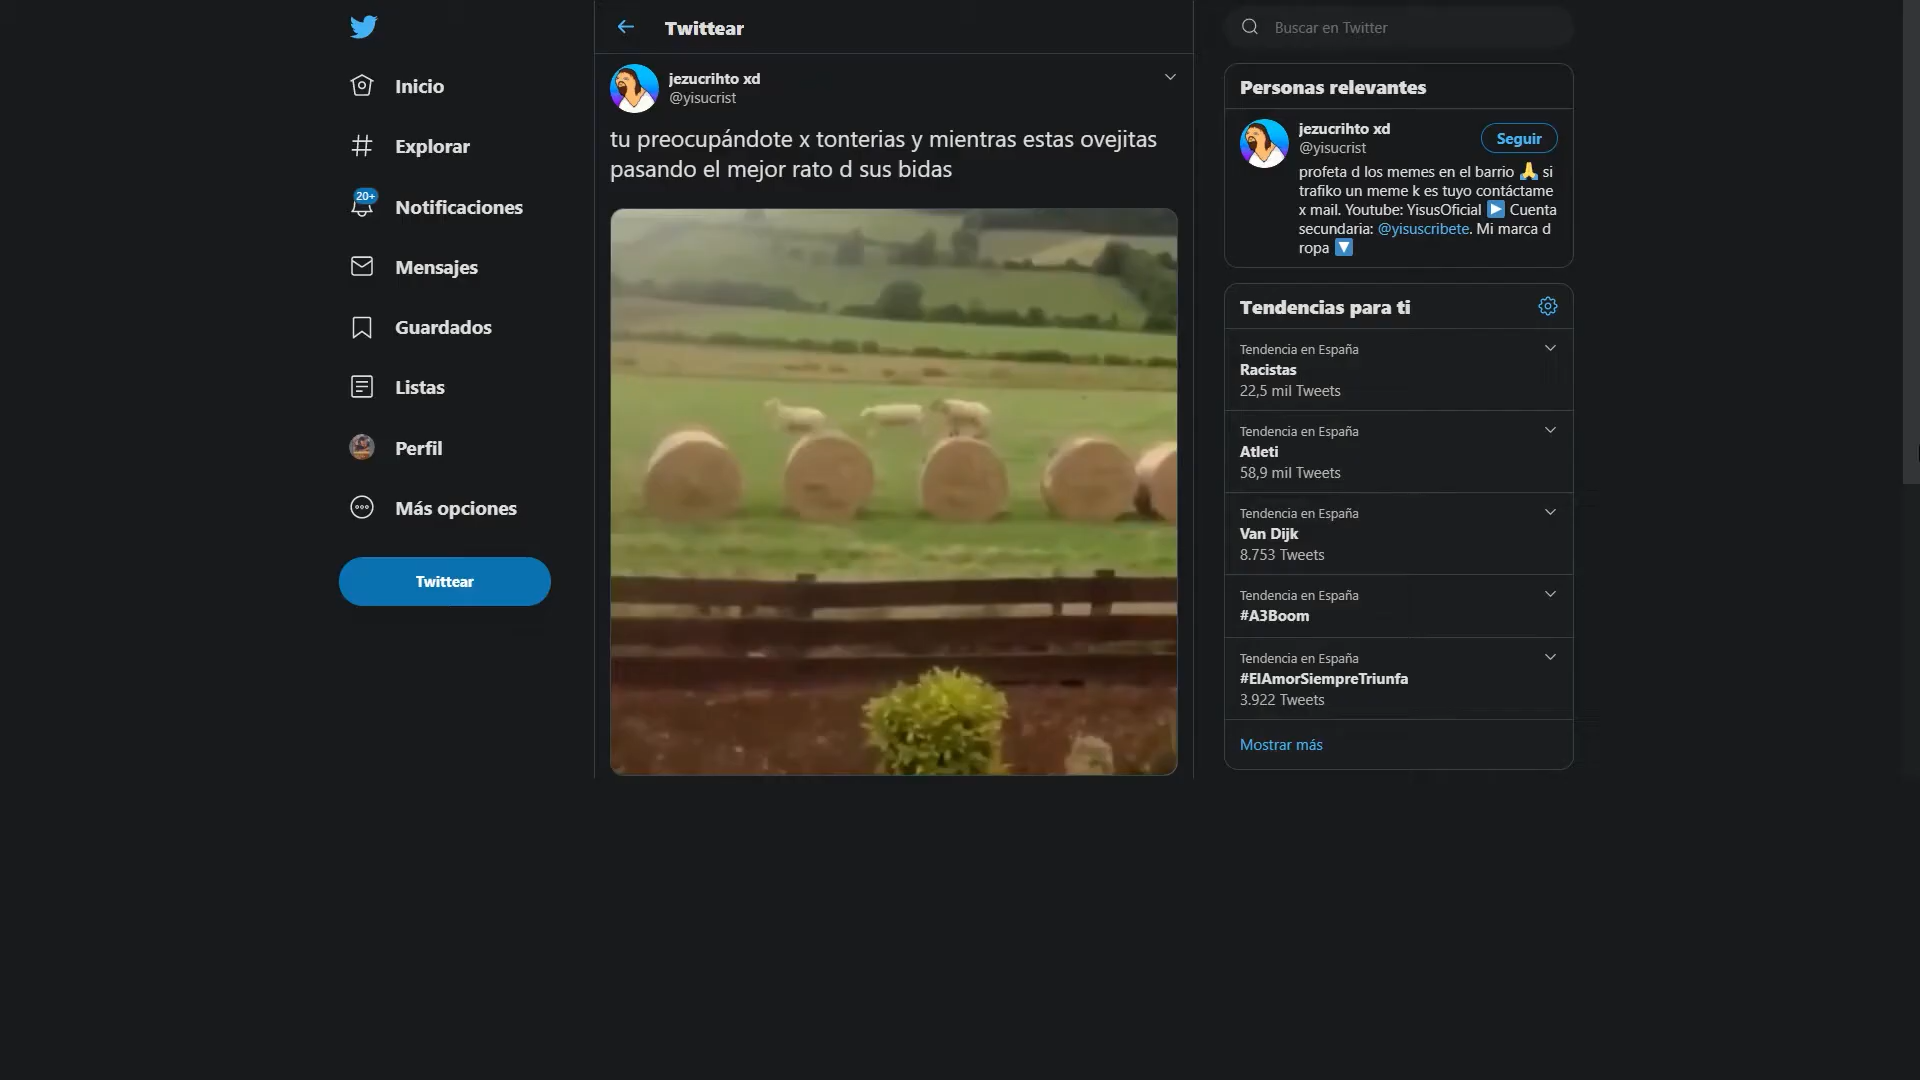 Inicio
Explorar
20+
Notificaciones
Mensajes
Guardados
Listas
Perfil
Más opciones
Twittear
Twittear
jezucrihto xd
@yisucrist
tu preocupándote x tonterias y mientras estas ovejitas
pasando el mejor rato d sus bidas
Buscar en Twitter
Personas relevantes
jezucrihto xd
@yisucrist
Seguir
profeta d los memes en el barrio 🙏 si
trafiko un meme k es tuyo contáctame
x mail. Youtube: YisusOficial ▶️ Cuenta
secundaria: @yisuscribete. Mi marca d
ropa 🔽
Tendencias para ti
Tendencia en España
Racistas
22,5 mil Tweets
Tendencia en España
Atleti
58,9 mil Tweets
Tendencia en España
Van Dijk
8.753 Tweets
Tendencia en España
#A3Boom
Tendencia en España
#ElAmorSiempreTriunfa
3.922 Tweets
Mostrar más